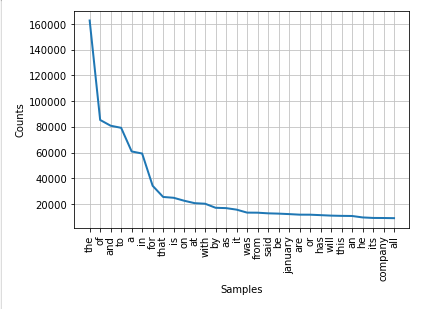 160000
140000
120000
100000
80000
60000
40000
20000
Counts
the
of
and
to
a
in
for
that
is
on
at
with
by
as
it
was
from
said
be
january
are
or
has
will
this
an
he
its
company
all
Samples